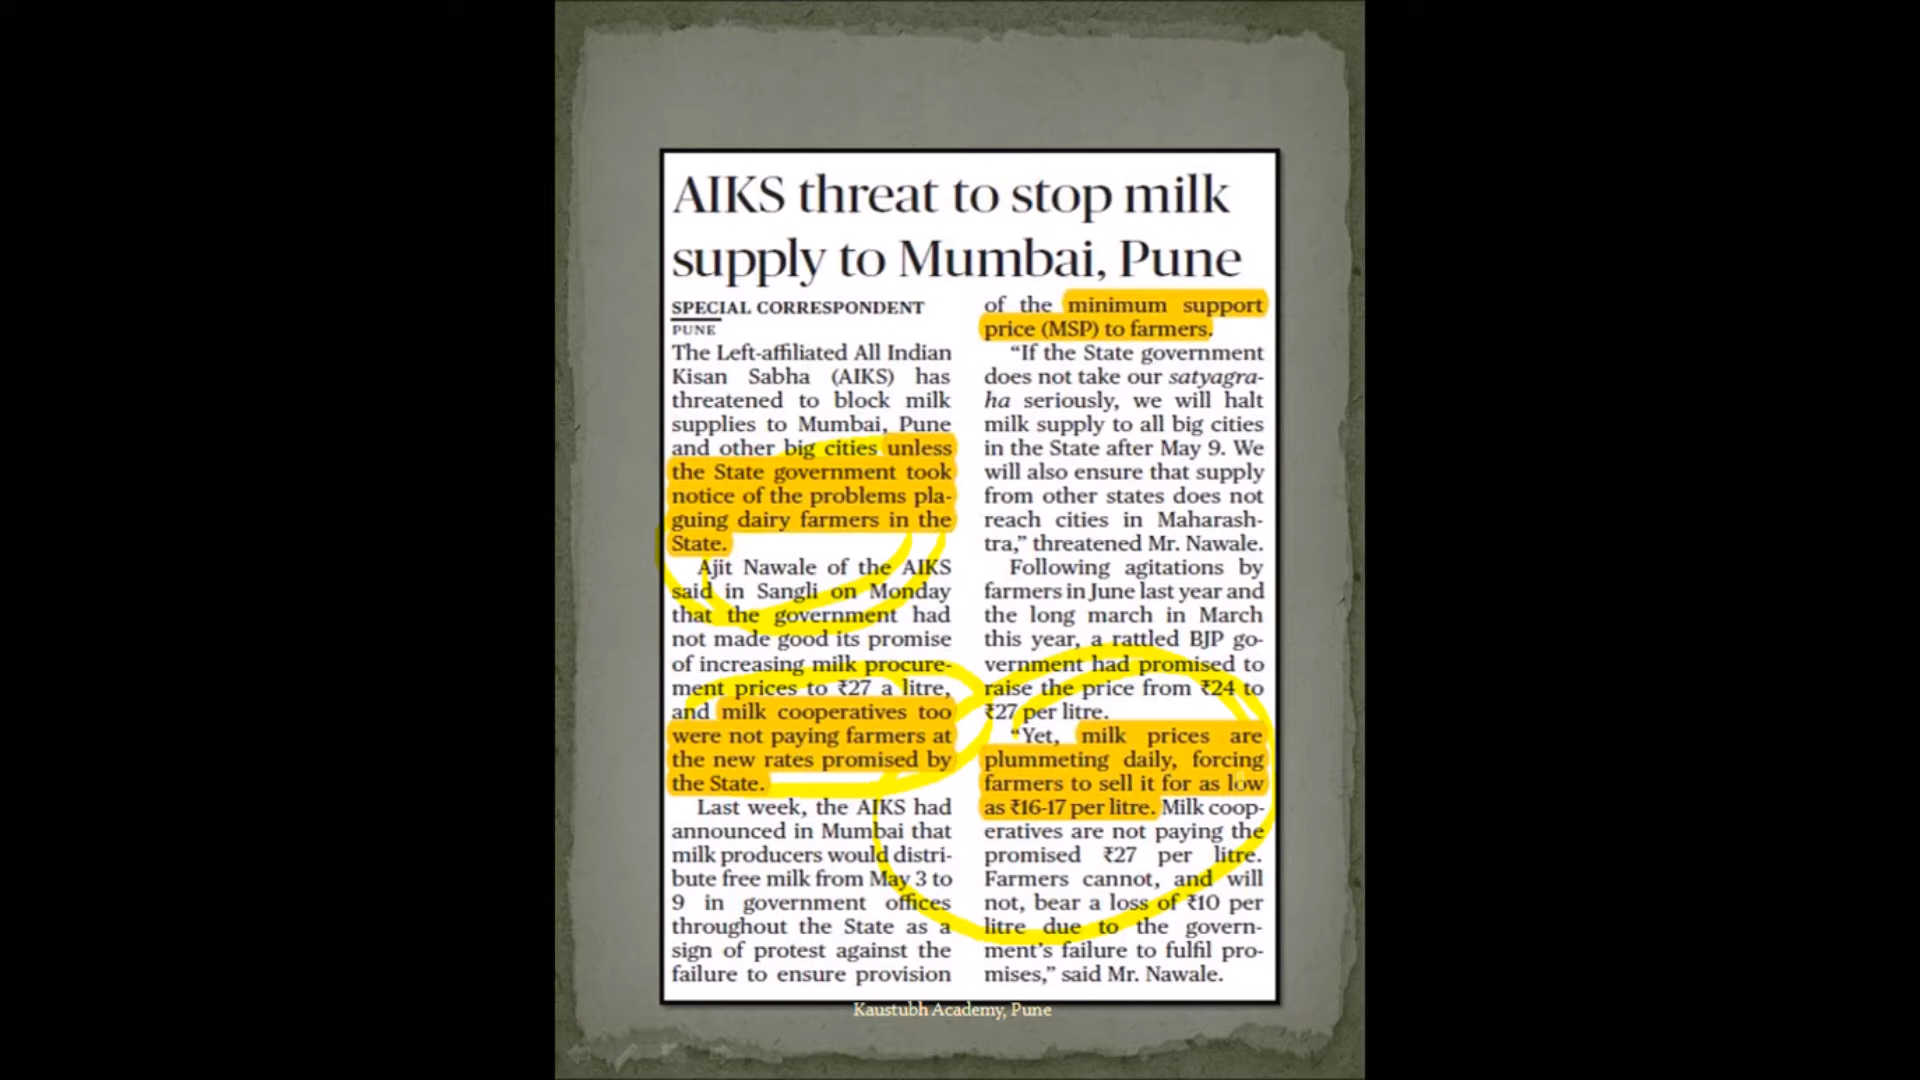 AIKS threat to stop milk
supply to Mumbai, Pune
SPECIAL CORRESPONDENT
PUNE
The Left-affiliated All Indian
Kisan Sabha (AIKS) has
threatened to block milk
supplies to Mumbai, Pune
and other big cities unless
the State government took
notice of the problems pla-
guing dairy farmers in the
State.
Ajit Nawale of the AIKS
said in Sangli on Monday
that the government had
not made good its promise
of increasing milk procure-
ment prices to ₹27 a litre,
and milk cooperatives too
were not paying farmers at
the new rates promised by
the State.
Last week, the AIKS had
announced in Mumbai that
milk producers would distri-
bute free milk from May 3 to
9 in government offices
throughout the State as a
sign of protest against the
failure to ensure provision
of the minimum support
price (MSP) to farmers.
“If the State government
does not take our satyagra-
ha seriously, we will halt
milk supply to all big cities
in the State after May 9. We
will also ensure that supply
from other states does not
reach cities in Maharash-
tra,” threatened Mr. Nawale.
Following agitations by
farmers in June last year and
the long march in March
this year, a rattled BJP go-
vernment had promised to
raise the price from ₹24 to
₹27 per litre.
“Yet, milk prices are
plummeting daily, forcing
farmers to sell it for as low
as ₹16-17 per litre. Milk coop-
eratives are not paying the
promised ₹27 per litre.
Farmers cannot, and will
not, bear a loss of ₹10 per
litre due to the govern-
ment’s failure to fulfil pro-
mises,” said Mr. Nawale.
Kaustubh Academy, Pune